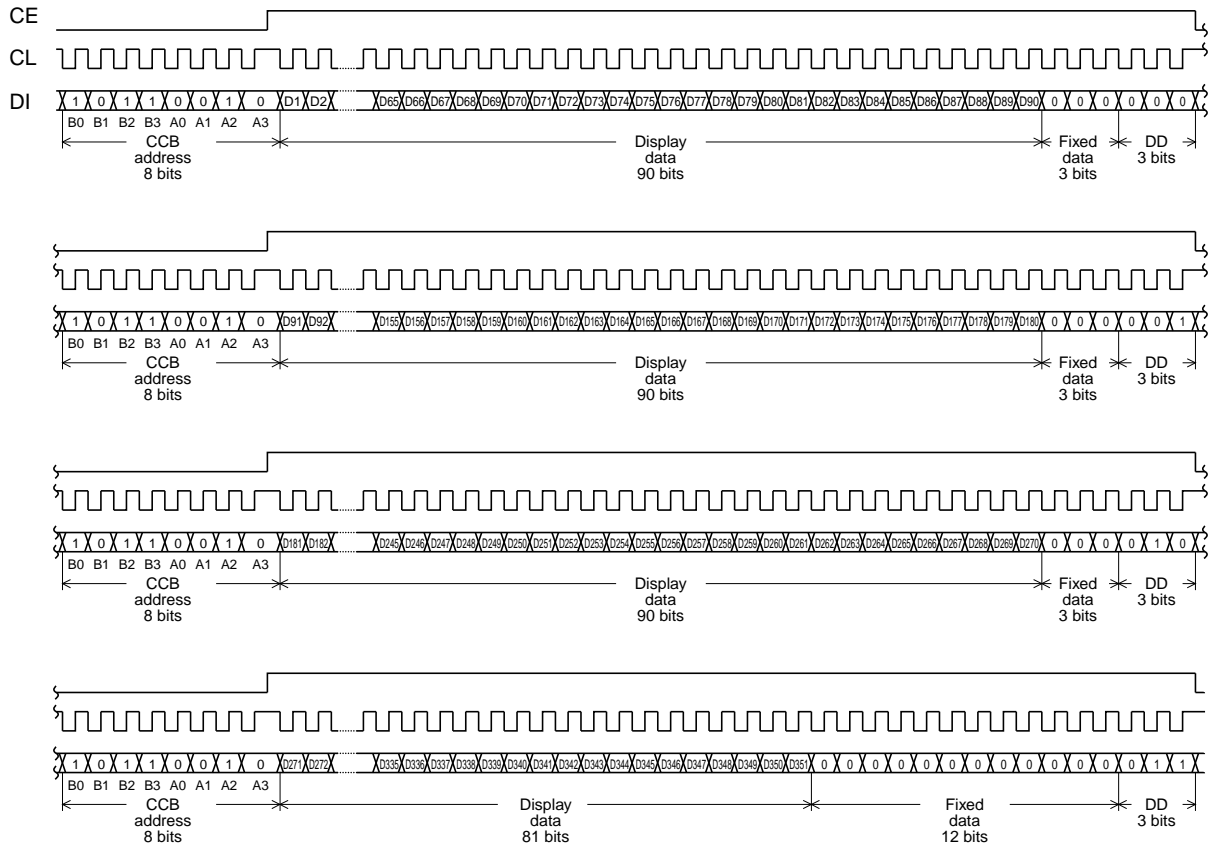 CE
CL
DI
1 0 1 1 0 0 1 0 D1 D2 D65 D66 D67 D68 D69 D70 D71 D72 D73 D74 D75 D76 D77 D78 D79 D80 D81 D82 D83 D84 D85 D86 D87 D88 D89 D90 0 0 0 0 0 0
B0 B1 B2 B3 A0 A1 A2 A3
CCB address 8 bits
Display data 90 bits
Fixed data 3 bits
DD 3 bits
1 0 1 1 0 0 1 0 D91 D92 D155 D156 D157 D158 D159 D160 D161 D162 D163 D164 D165 D166 D167 D168 D169 D170 D171 D172 D173 D174 D175 D176 D177 D178 D179 D180 0 0 0 0 0 1
B0 B1 B2 B3 A0 A1 A2 A3
CCB address 8 bits
Display data 90 bits
Fixed data 3 bits
DD 3 bits
1 0 1 1 0 0 1 0 D181 D182 D245 D246 D247 D248 D249 D250 D251 D252 D253 D254 D255 D256 D257 D258 D259 D260 D261 D262 D263 D264 D265 D266 D267 D268 D269 D270 0 0 0 0 1 0
B0 B1 B2 B3 A0 A1 A2 A3
CCB address 8 bits
Display data 90 bits
Fixed data 3 bits
DD 3 bits
1 0 1 1 0 0 1 0 D271 D272 D335 D336 D337 D338 D339 D340 D341 D342 D343 D344 D345 D346 D347 D348 D349 D350 D351 0 0 0 0 0 0 0 0 0 0 0 0 0 1 1
B0 B1 B2 B3 A0 A1 A2 A3
CCB address 8 bits
Display data 81 bits
Fixed data 12 bits
DD 3 bits